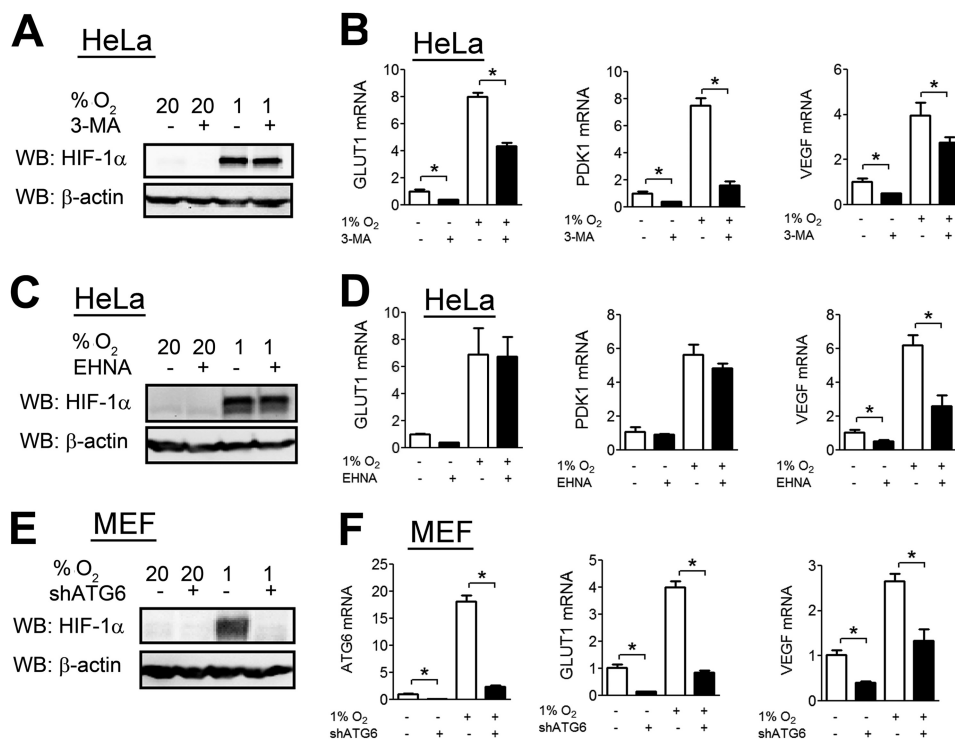 A HeLa
% O2 20 20 1 1
3-MA - + - +
WB: HIF-1α
WB: β-actin
B HeLa
GLUT1 mRNA
10
8
6
4
2
0
*
*
1% O2 - - + +
3-MA - + - +
PDK1 mRNA
10
8
6
4
2
0
*
*
- - + +
1% O2
3-MA - + - +
VEGF mRNA
6
4
2
0
*
*
1% O2 - - + +
3-MA - + - +
C HeLa
% O2 20 20 1 1
EHNA - + - +
WB: HIF-1α
WB: β-actin
D HeLa
GLUT1 mRNA
10
8
6
4
2
0
1% O2 - - + +
EHNA - + - +
PDK1 mRNA
8
6
4
2
0
1% O2 - - + +
EHNA - + - +
VEGF mRNA
8
6
4
2
0
*
*
1% O2 - - + +
EHNA - + - +
E MEF
% O2 20 20 1 1
shATG6 - + - +
WB: HIF-1α
WB: β-actin
F MEF
ATG6 mRNA
25
20
15
10
5
0
*
*
1% O2 - - + +
shATG6 - + - +
GLUT1 mRNA
5
4
3
2
1
0
*
*
1% O2 - - + +
shATG6 - + - +
VEGF mRNA
3
2
1
0
*
*
1% O2 - - + +
shATG6 - + - +